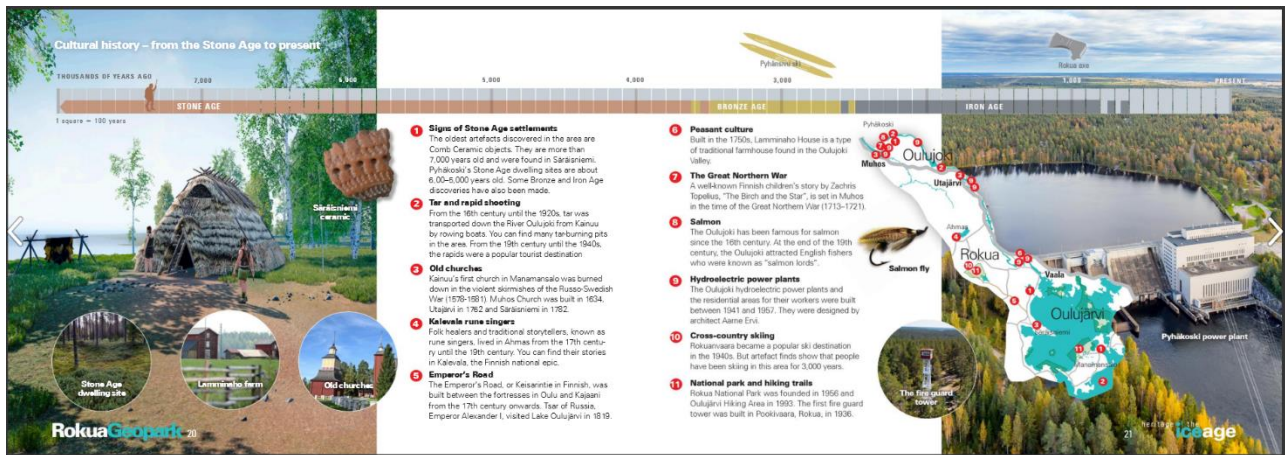 Cultural history – from the Stone Age to present
Pyhänsivu ski
Rokua axe
THOUSANDS OF YEARS AGO
7,000
6,000
5,000
4,000
3,000
1,000
PRESENT
STONE AGE
BRONZE AGE
IRON AGE
1 square = 100 years
Säräisniemi
ceramic
1 Signs of Stone Age settlements
The oldest artefacts discovered in the area are
Comb Ceramic objects. They are more than
7,000 years old and were found in Säräisniemi.
Pyhäkoski's Stone Age dwelling sites are about
6,00–5,000 years old. Some Bronze and Iron Age
discoveries have also been made.
2 Tar and rapid shooting
From the 16th century until the 1920s, tar was
transported down the River Oulujoki from Kainuu
by rowing boats. You can find many tar-burning pits
in the area. From the 19th century until the 1940s,
the rapids were a popular tourist destination
3 Old churches
Kainuu's first church in Manamansalo was burned
down in the violent skirmishes of the Russo-Swedish
War (1578-1581). Muhos Church was built in 1634,
Utajärvi in 1762 and Säräisniemi in 1782.
4 Kalevala rune singers
Folk healers and traditional storytellers, known as
rune singers, lived in Ahmas from the 17th centu-
ry until the 19th century. You can find their stories
in Kalevala, the Finnish national epic.
5 Emperor's Road
The Emperor's Road, or Keisarintie in Finnish, was
built between the fortresses in Oulu and Kajaani
from the 17th century onwards. Tsar of Russia,
Emperor Alexander I, visited Lake Oulujärvi in 1819.
6 Peasant culture
Built in the 1750s, Lamminaho House is a type
of traditional farmhouse found in the Oulujoki
Valley.
7 The Great Northern War
A well-known Finnish children's story by Zachris
Topelius, "The Birch and the Star", is set in Muhos
in the time of the Great Northern War (1713–1721).
8 Salmon
The Oulujoki has been famous for salmon
since the 16th century. At the end of the 19th
century, the Oulujoki attracted English fishers
who were known as "salmon lords".
9 Hydroelectric power plants
The Oulujoki hydroelectric power plants and
the residential areas for their workers were built
between 1941 and 1957. They were designed by
architect Aarne Ervi.
10 Cross-country skiing
Rokuanvaara became a popular ski destination
in the 1940s. But artefact finds show that people
have been skiing in this area for 3,000 years.
11 National park and hiking trails
Rokua National Park was founded in 1956 and
Oulujärvi Hiking Area in 1993. The first fire guard
tower was built in Pookivaara, Rokua, in 1936.
Salmon fly
Pyhäkoski
Muhos
Oulujoki
Utajärvi
Ahmas
Rokua
Vaala
Oulujärvi
Säräisniemi
Manamansalo
Pyhäkoski power plant
The fire guard
tower
Stone Age
dwelling site
Lamminaho farm
Old churches
RokuaGeopark 20
21 Heritage of the
iceage